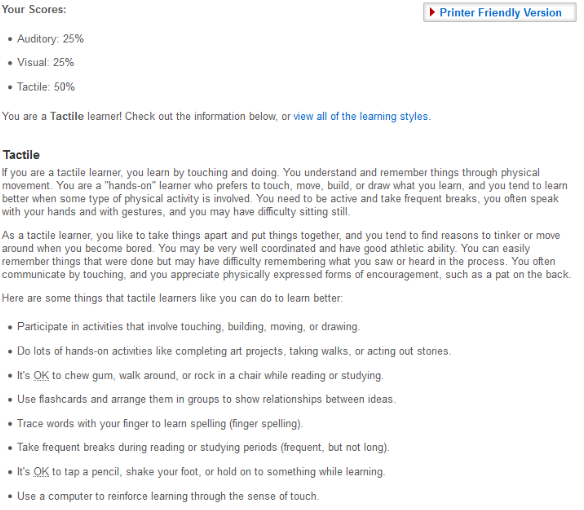 Your Scores:
Printer Friendly Version
Auditory: 25%
Visual: 25%
Tactile: 50%
You are a Tactile learner! Check out the information below, or view all of the learning styles.
Tactile
If you are a tactile learner, you learn by touching and doing. You understand and remember things through physical
movement. You are a "hands-on" learner who prefers to touch, move, build, or draw what you learn, and you tend to learn
better when some type of physical activity is involved. You need to be active and take frequent breaks, you often speak
with your hands and with gestures, and you may have difficulty sitting still.
As a tactile learner, you like to take things apart and put things together, and you tend to find reasons to tinker or move
around when you become bored. You may be very well coordinated and have good athletic ability. You can easily
remember things that were done but may have difficulty remembering what you saw or heard in the process. You often
communicate by touching, and you appreciate physically expressed forms of encouragement, such as a pat on the back.
Here are some things that tactile learners like you can do to learn better:
Participate in activities that involve touching, building, moving, or drawing.
Do lots of hands-on activities like completing art projects, taking walks, or acting out stories.
It's OK to chew gum, walk around, or rock in a chair while reading or studying.
Use flashcards and arrange them in groups to show relationships between ideas.
Trace words with your finger to learn spelling (finger spelling).
Take frequent breaks during reading or studying periods (frequent, but not long).
It's OK to tap a pencil, shake your foot, or hold on to something while learning.
Use a computer to reinforce learning through the sense of touch.